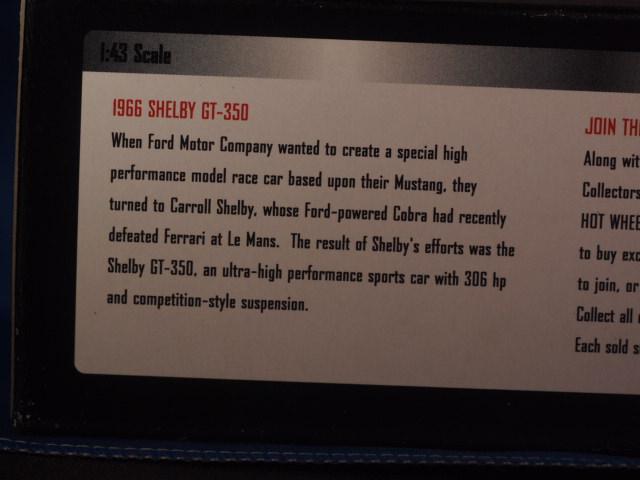 1:43 Scale
1966 SHELBY GT-350
When Ford Motor Company wanted to create a special high
performance model race car based upon their Mustang, they
turned to Carroll Shelby, whose Ford-powered Cobra had recently
defeated Ferrari at Le Mans. The result of Shelby's efforts was the
Shelby GT-350, an ultra-high performance sports car with 306 hp
and competition-style suspension.
JOIN
Along
Collectors
HOT
to buy
to join, or
Collect all
Each sold